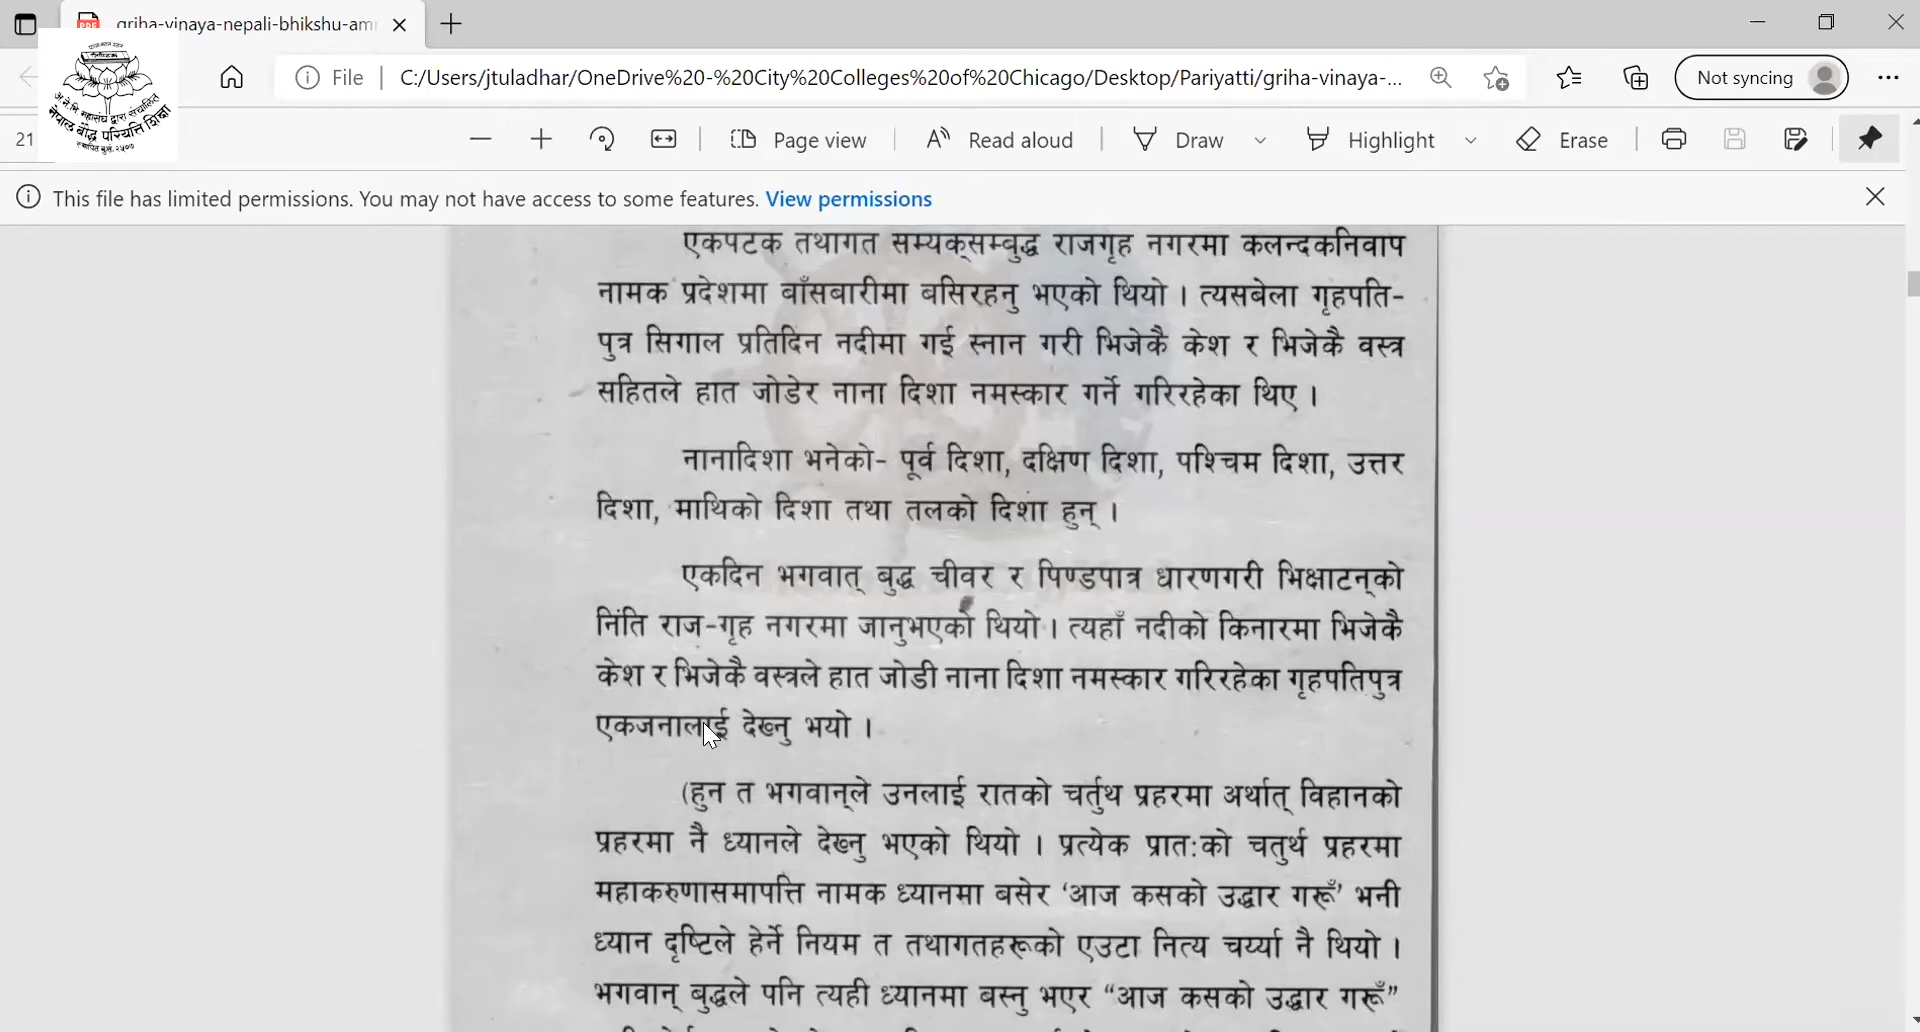 griha-vinaya-nepali-bhikshu-am
File
C:/Users/jtuladhar/OneDrive%20-%20City%20Colleges%20of%20Chicago/Desktop/Pariyatti/griha-vinaya-...
Not syncing
अ.ने.भि. महासंघ द्वारा संचालित
नेपाल बौद्ध परियत्ति शिक्षा
21
Page view
Read aloud
Draw
Highlight
Erase
This file has limited permissions. You may not have access to some features. View permissions
एकपटक तथागत सम्यक्सम्बुद्ध राजगृह नगरमा कलन्दकनिवाप
नामक प्रदेशमा बाँसबारीमा बसिरहनु भएको थियो । त्यसबेला गृहपति-
पुत्र सिगाल प्रतिदिन नदीमा गई स्नान गरी भिजेकै केश र भिजेकै वस्त्र
सहितले हात जोडेर नाना दिशा नमस्कार गर्ने गरिरहेका थिए ।
नानादिशा भनेको- पूर्व दिशा, दक्षिण दिशा, पश्चिम दिशा, उत्तर
दिशा, माथिको दिशा तथा तलको दिशा हुन् ।
एकदिन भगवात् बुद्ध चीवर र पिण्डपात्र धारणगरी भिक्षाटन्को
निंति राज-गृह नगरमा जानुभएको थियो । त्यहाँ नदीको किनारमा भिजेकै
केश र भिजेकै वस्त्रले हात जोडी नाना दिशा नमस्कार गरिरहेका गृहपतिपुत्र
एकजनालाई देख्नु भयो ।
(हुन त भगवान्ले उनलाई रातको चर्तुथ प्रहरमा अर्थात् विहानको
प्रहरमा नै ध्यानले देख्नु भएको थियो । प्रत्येक प्रातःको चतुर्थ प्रहरमा
महाकरुणासमापत्ति नामक ध्यानमा बसेर ‘आज कसको उद्धार गरूँ’ भनी
ध्यान दृष्टिले हेर्ने नियम त तथागतहरूको एउटा नित्य चर्य्या नै थियो ।
भगवान् बुद्धले पनि त्यही ध्यानमा बस्नु भएर “आज कसको उद्धार गरूँ”